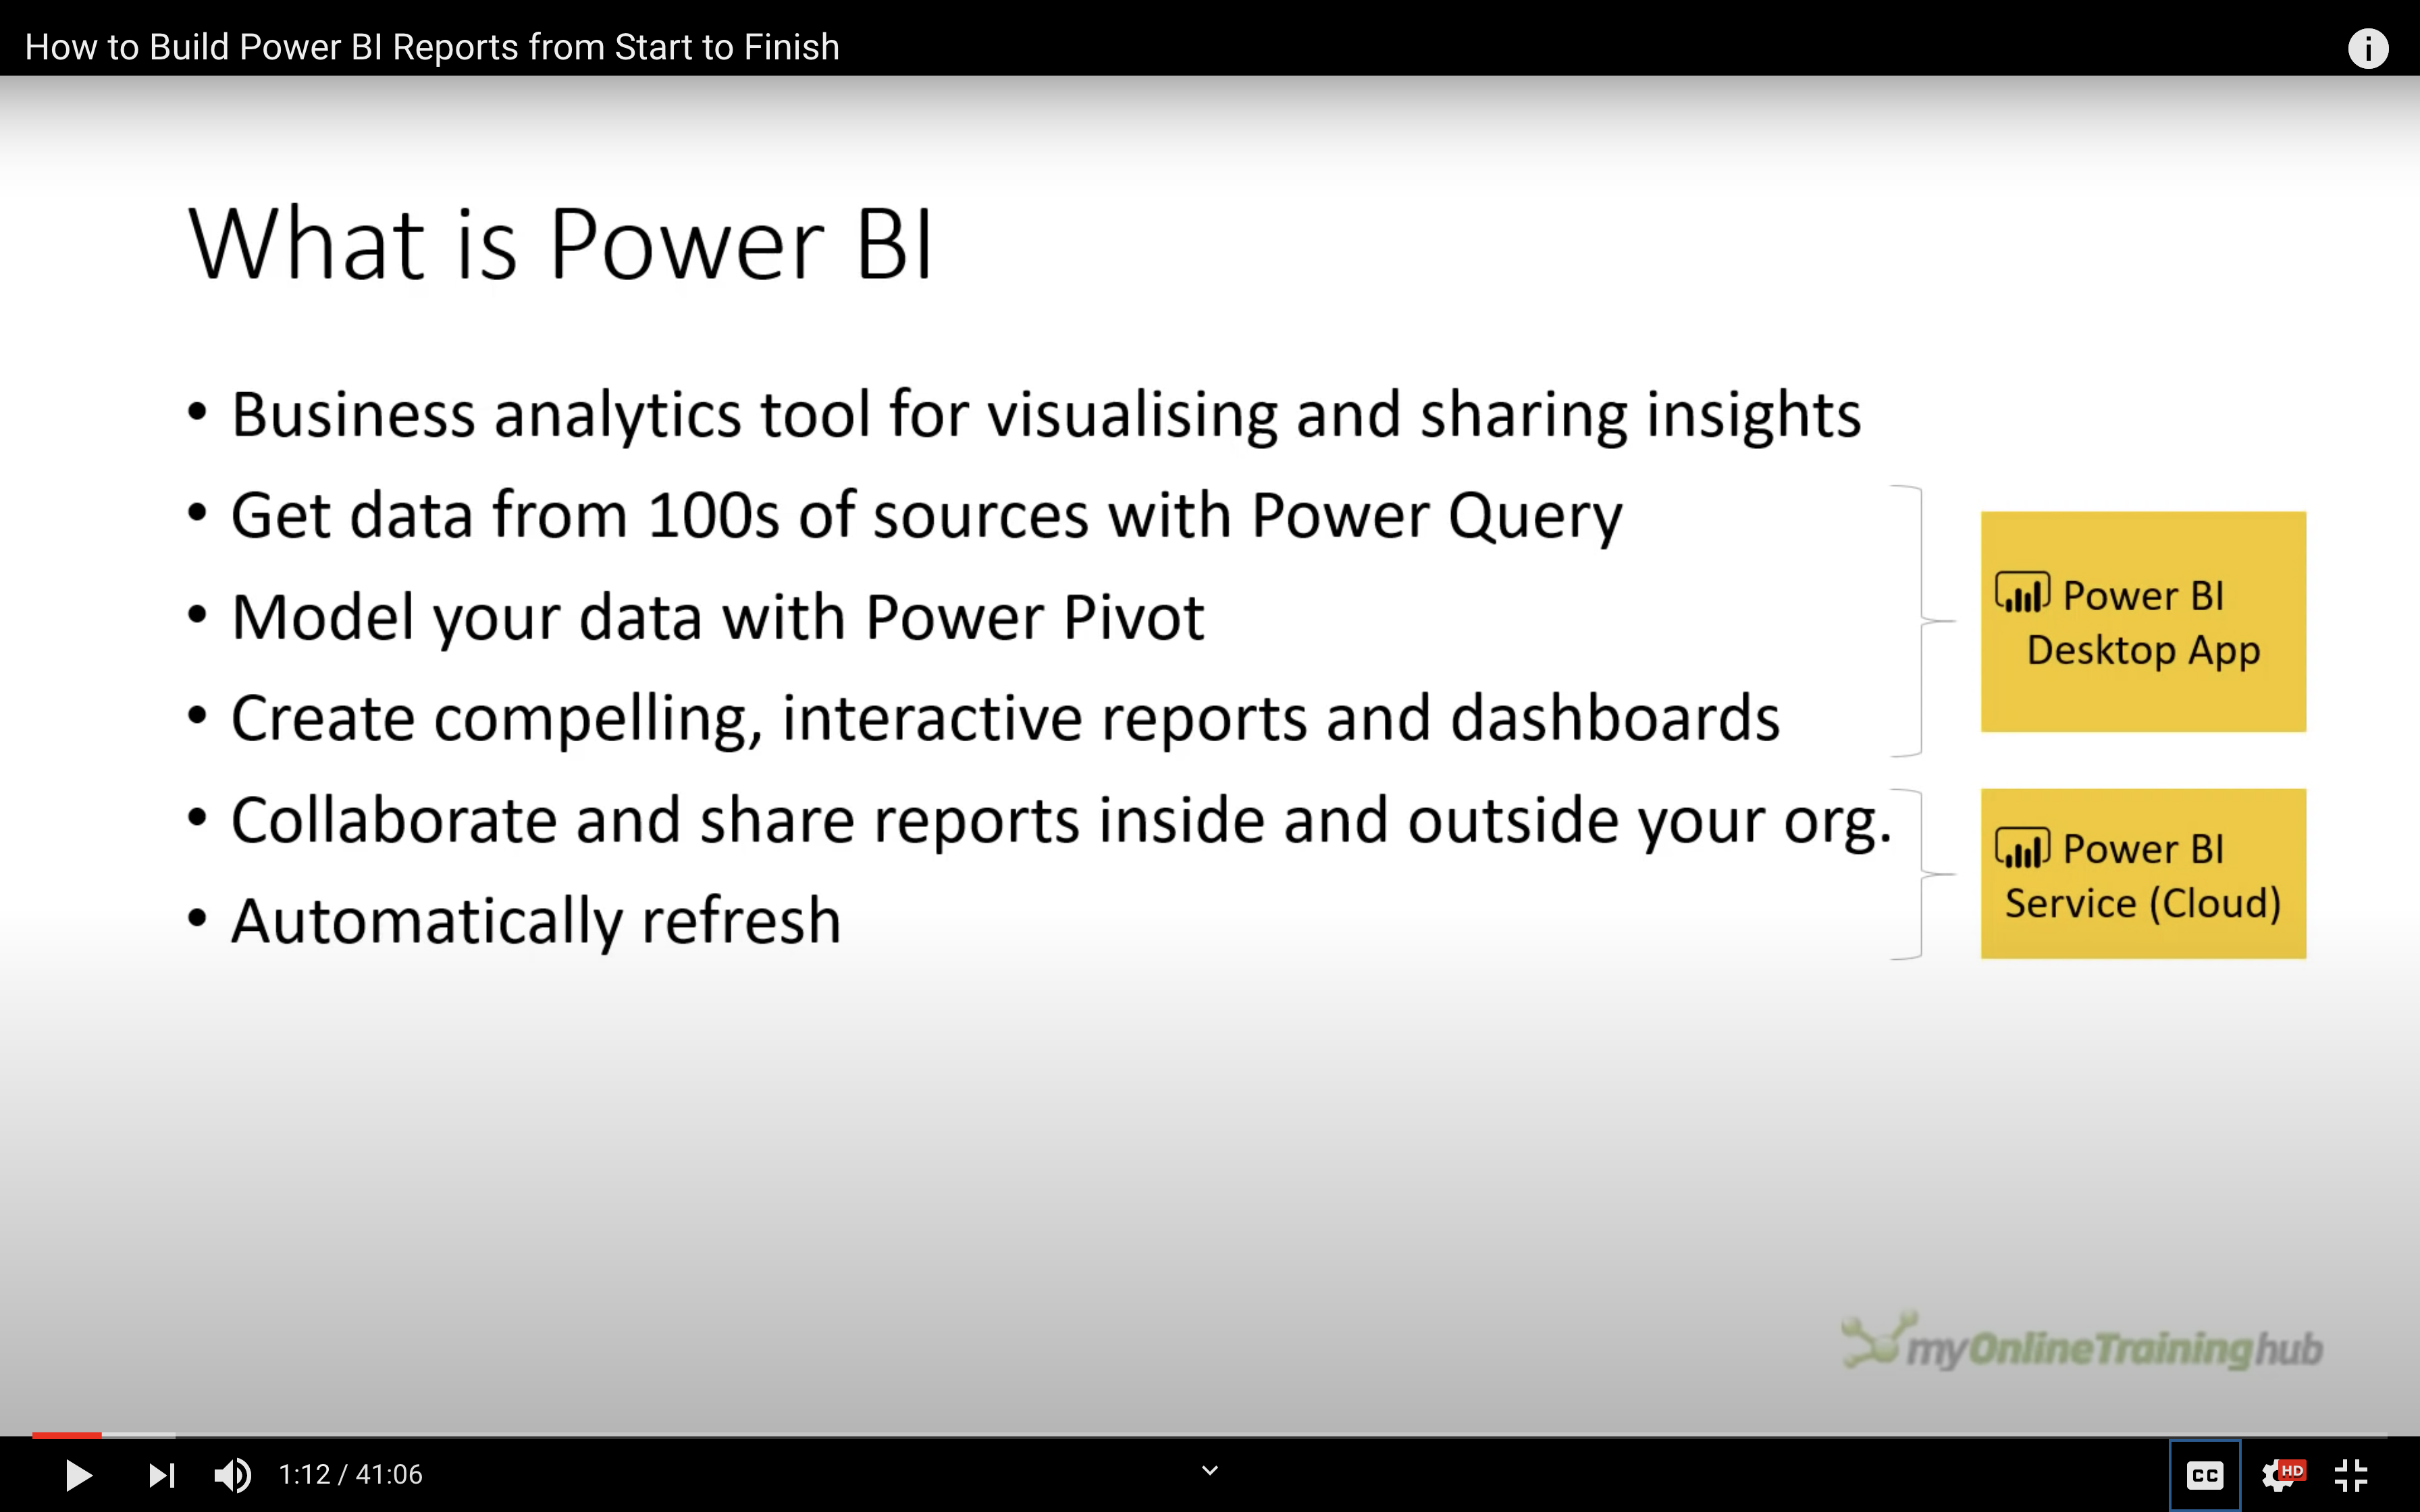 How to Build Power BI Reports from Start to Finish
i
What is Power BI
• Business analytics tool for visualising and sharing insights
• Get data from 100s of sources with Power Query
• Model your data with Power Pivot
• Create compelling, interactive reports and dashboards
• Collaborate and share reports inside and outside your org.
• Automatically refresh
Power BI
Desktop App
Power BI
Service (Cloud)
myOnlineTraininghub
1:12 / 41:06
CC
HD